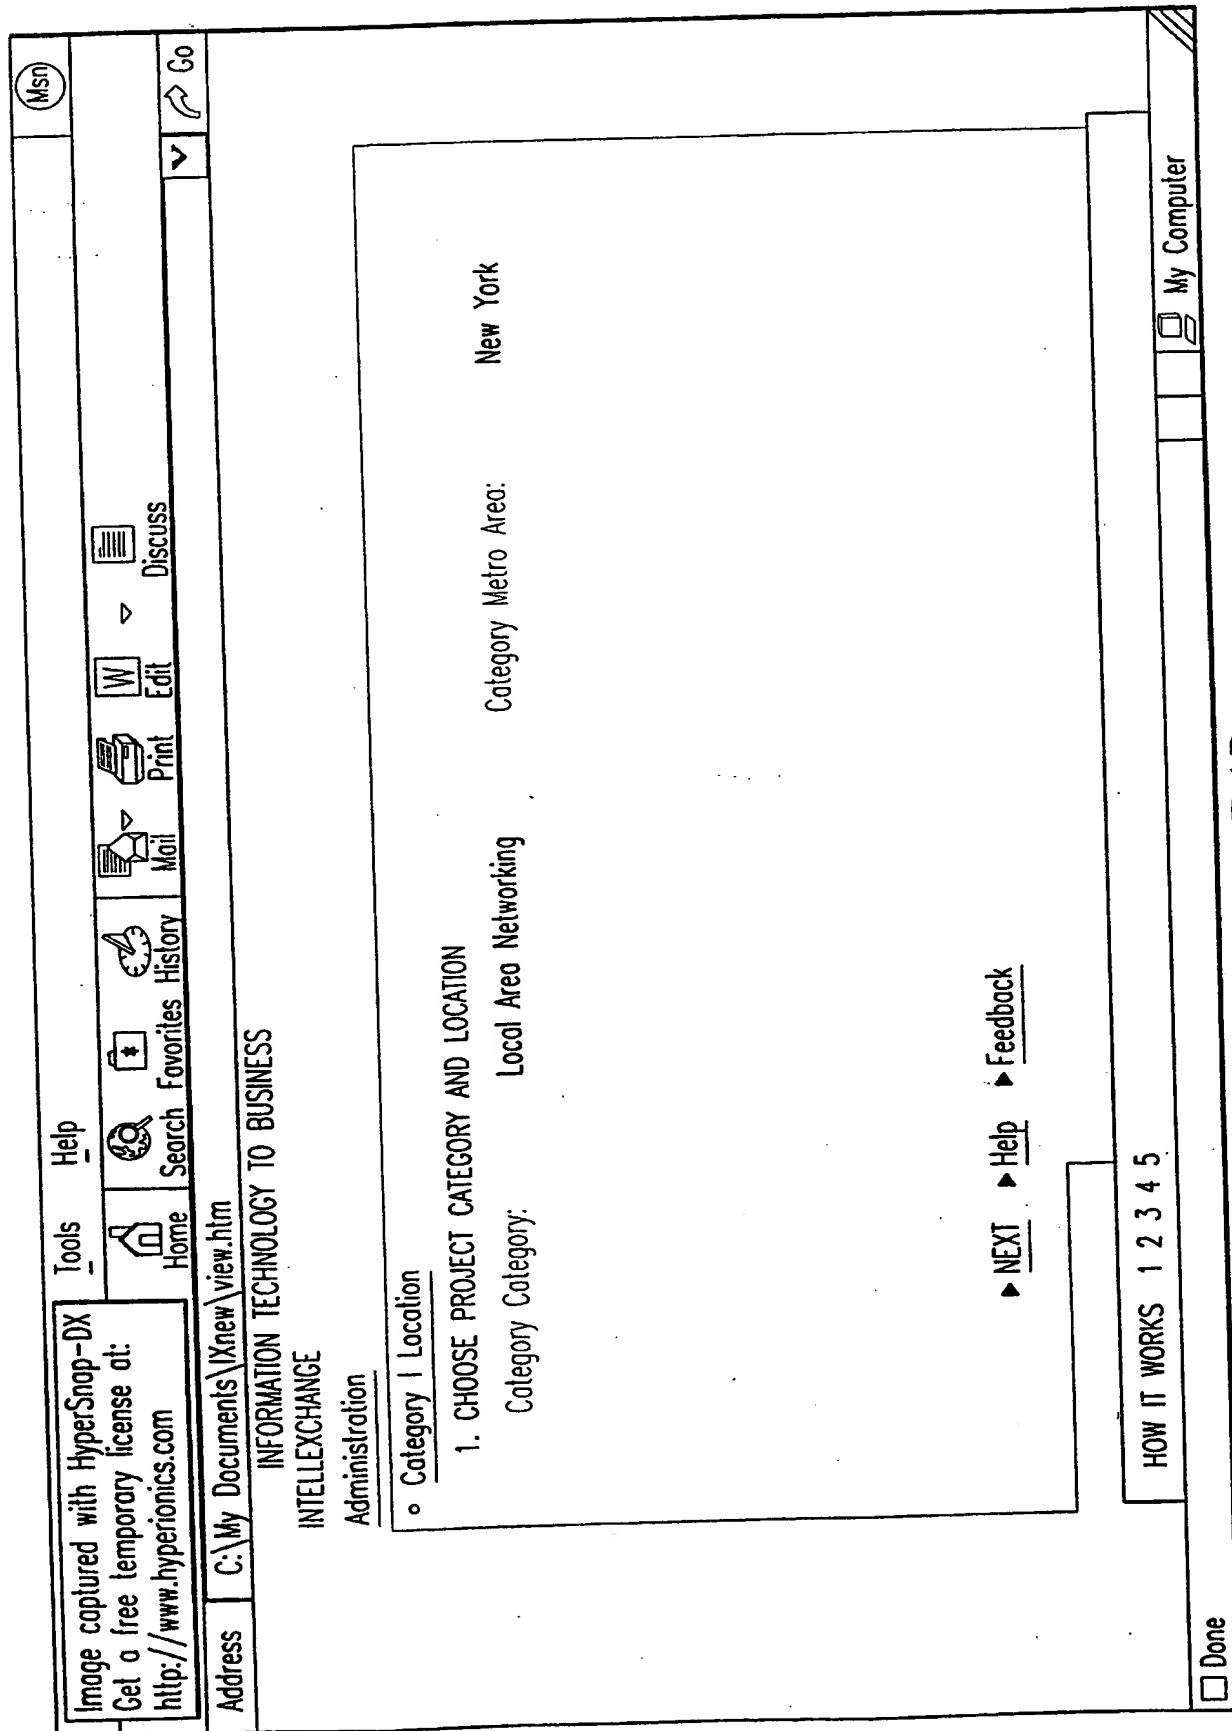 Image captured with HyperSnap-DX
Get a free temporary license at:
http://www.hyperionics.com
Tools Help
Msn
Home Search Favorites History Mail Print Edit Discuss
W
Address C:\My Documents\IXnew\view.htm Go
INFORMATION TECHNOLOGY TO BUSINESS
INTELLEXCHANGE
Administration
Category | Location
1. CHOOSE PROJECT CATEGORY AND LOCATION
Category Category: Local Area Networking Category Metro Area: New York
NEXT Help Feedback
HOW IT WORKS 1 2 3 4 5
Done My Computer